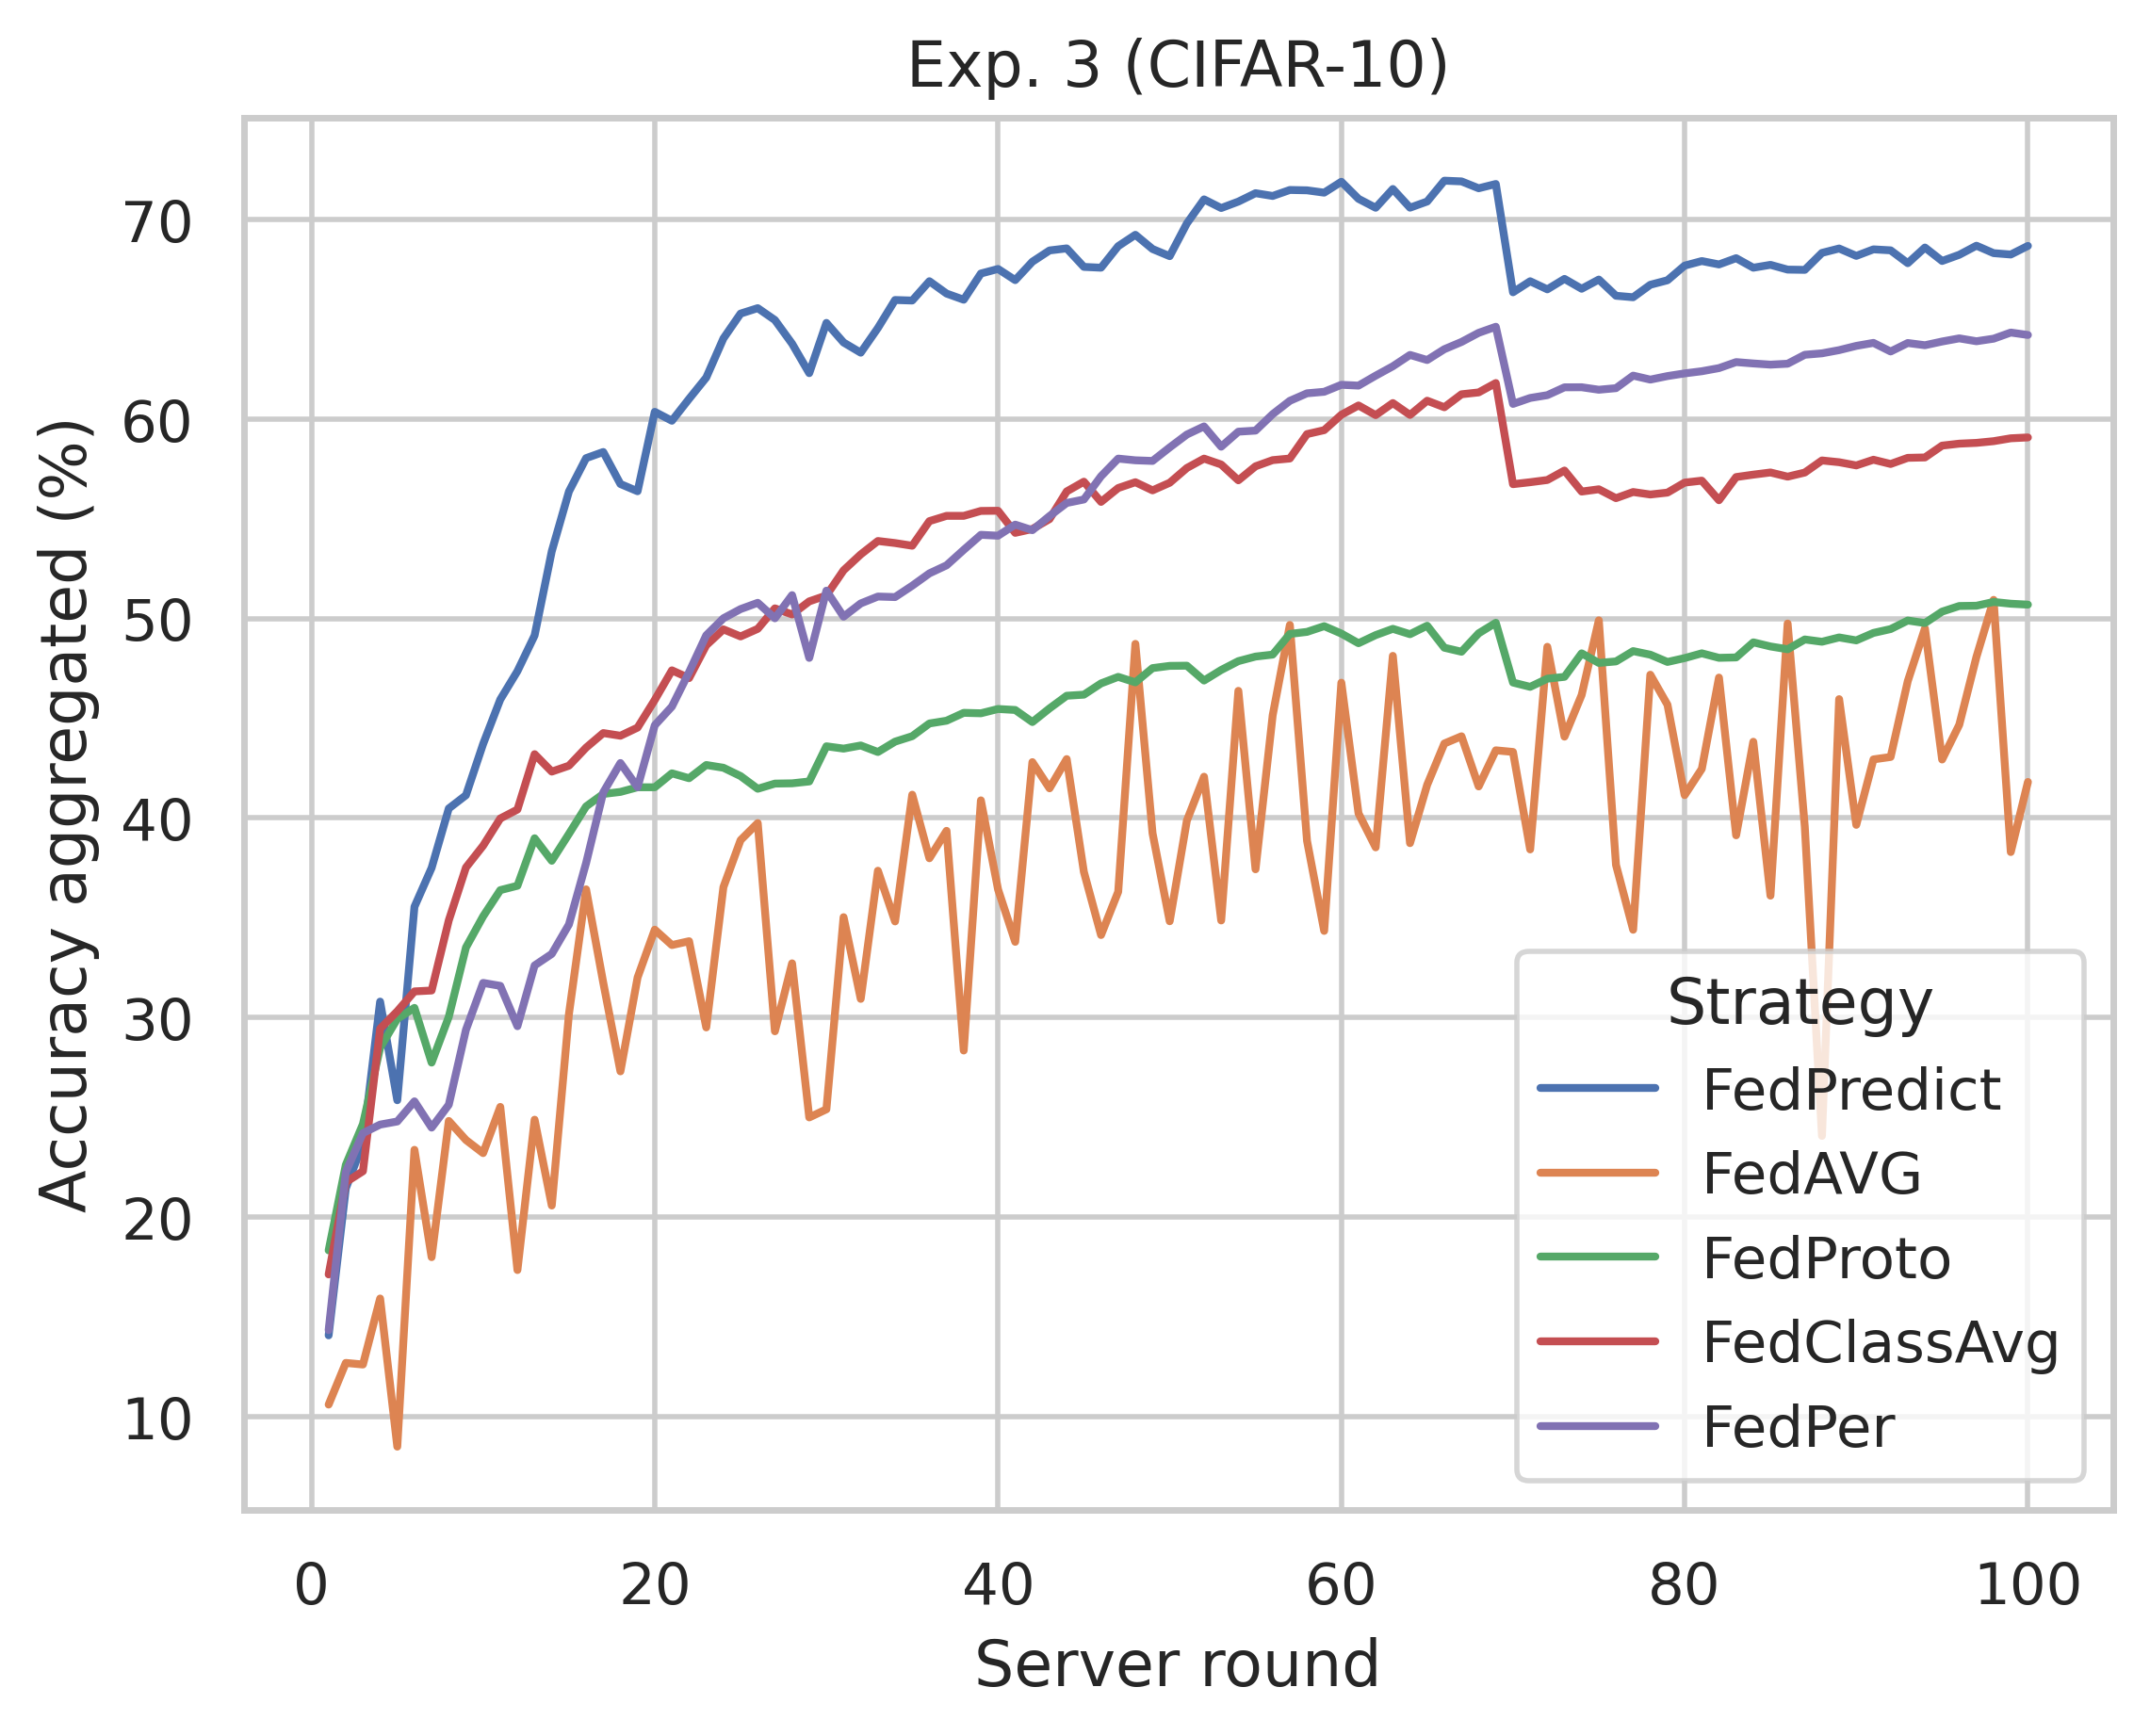 Exp. 3 (CIFAR-10)
Accuracy aggregated (%)
70
60
50
40
30
20
10
0 20 40 60 80 100
Server round
Strategy
FedPredict
FedAVG
FedProto
FedClassAvg
FedPer